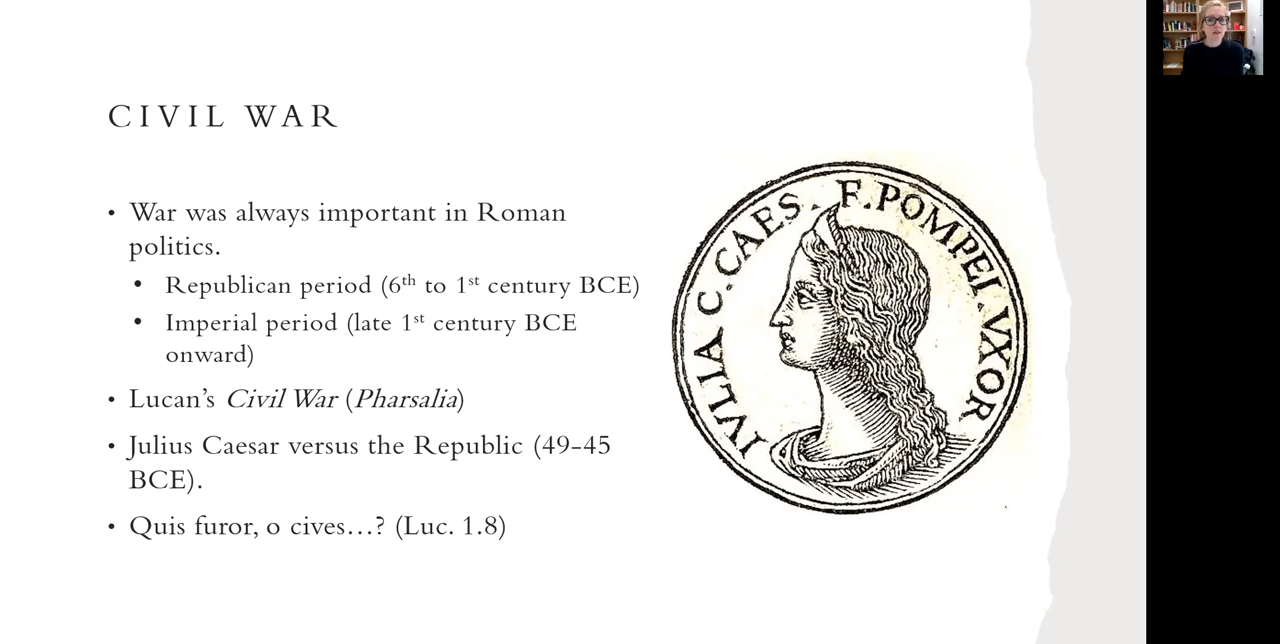 CIVIL WAR
• War was always important in Roman
politics.
• Republican period (6th to 1st century BCE)
• Imperial period (late 1st century BCE
onward)
• Lucan’s Civil War (Pharsalia)
• Julius Caesar versus the Republic (49-45
BCE).
• Quis furor, o cives…? (Luc. 1.8)
IVLIA C. CAES. F. POMPEI. VXOR